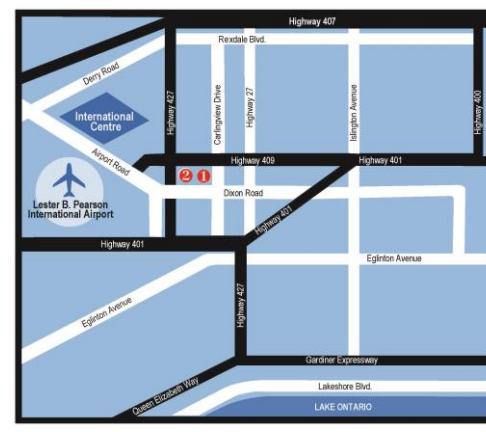 Highway 407
Rexdale Blvd.
Derry Road
International
Centre
Highway 427
Carlingview Drive
Highway 27
Islington Avenue
Highway 400
Airport Road
Highway 409
Highway 401
2 1
Dixon Road
Lester B. Pearson
International Airport
Highway 401
Highway 401
Eglinton Avenue
Eglinton Avenue
Highway 427
Gardiner Expressway
Queen Elizabeth Way
Lakeshore Blvd.
LAKE ONTARIO